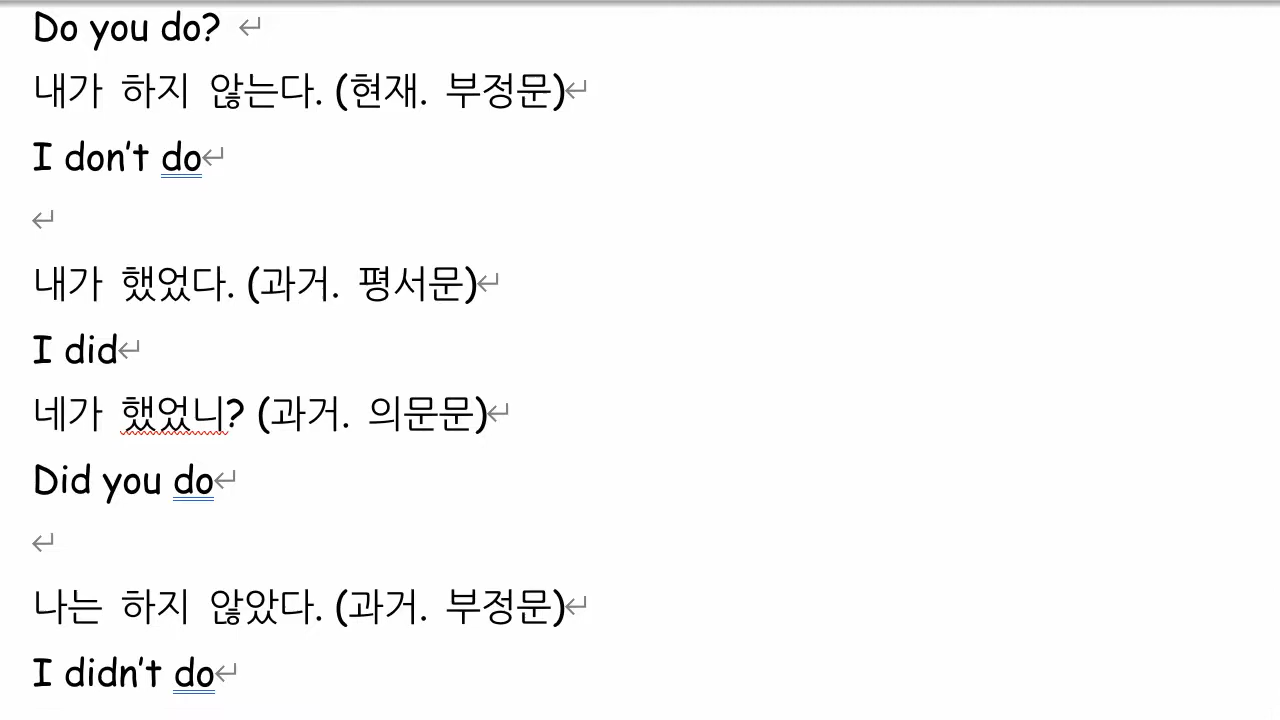 Do you do?
내가 하지 않는다. (현재. 부정문)
I don't do
내가 했었다. (과거. 평서문)
I did
네가 했었니? (과거. 의문문)
Did you do
나는 하지 않았다. (과거. 부정문)
I didn't do